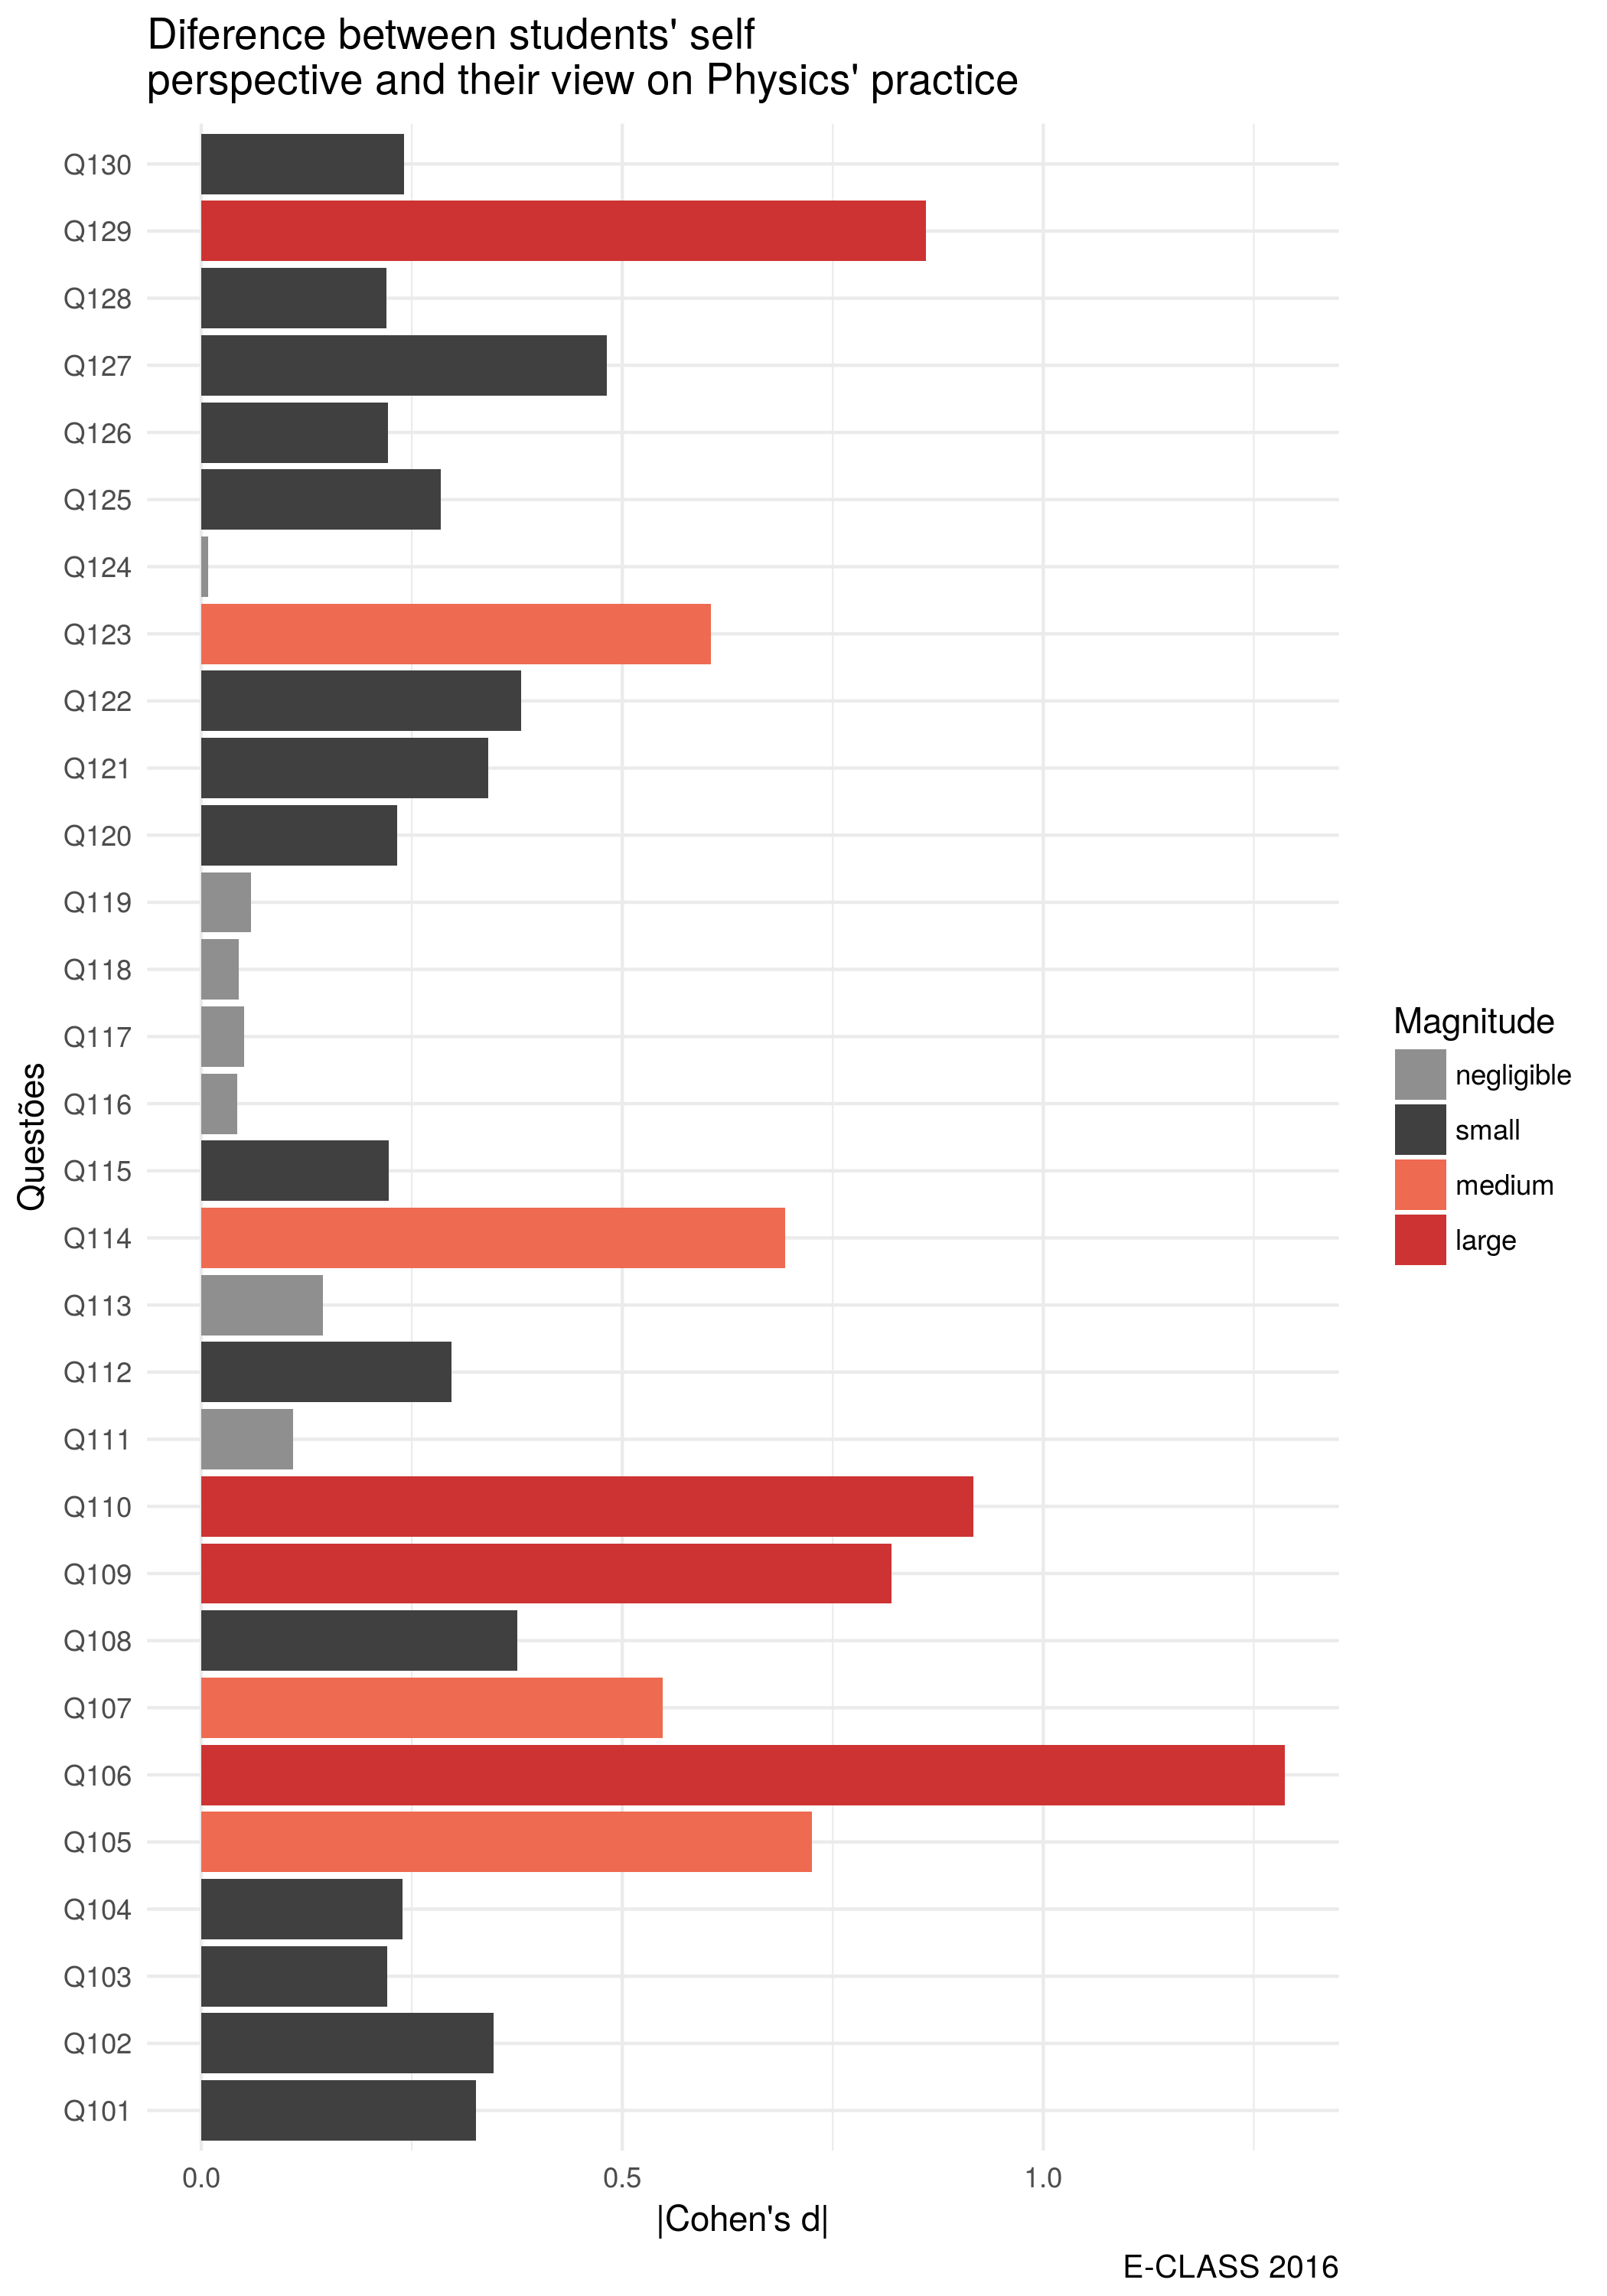 Diference between students' self
perspective and their view on Physics' practice
Q130
Q129
Q128
Q127
Q126
Q125
Q124
Q123
Q122
Q121
Q120
Q119
Q118
Q117
Q116
Q115
Q114
Q113
Q112
Q111
Q110
Q109
Q108
Q107
Q106
Q105
Q104
Q103
Q102
Q101
Questões
0.0 0.5 1.0
|Cohen's d|
Magnitude
negligible
small
medium
large
E-CLASS 2016